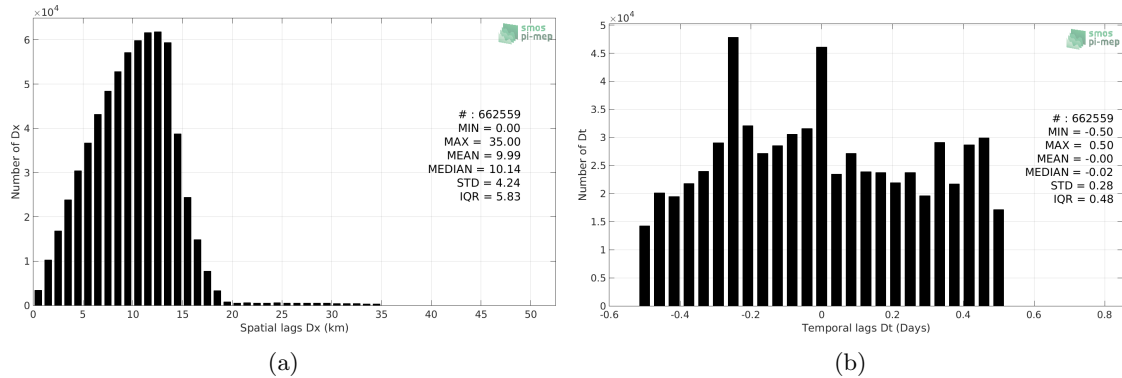 ×10⁴
smos
pi-mep
6
5
4
3
2
1
0
Number of Dx
# : 662559
MIN = 0.00
MAX = 35.00
MEAN = 9.99
MEDIAN = 10.14
STD = 4.24
IQR = 5.83
0 5 10 15 20 25 30 35 40 45 50
Spatial lags Dx (km)
(a)
×10⁴
smos
pi-mep
5
4.5
4
3.5
3
2.5
2
1.5
1
0.5
0
Number of Dt
# : 662559
MIN = -0.50
MAX = 0.50
MEAN = -0.00
MEDIAN = -0.02
STD = 0.28
IQR = 0.48
-0.6 -0.4 -0.2 0 0.2 0.4 0.6 0.8
Temporal lags Dt (Days)
(b)